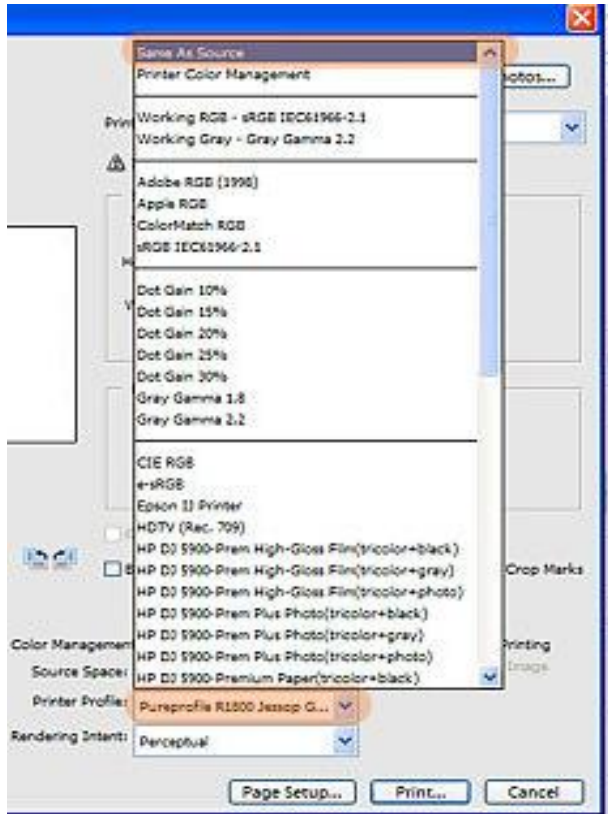 Same As Source
Printer Color Management
otos...
Prin
Working RGB - sRGB IEC61966-2.1
Working Gray - Gray Gamma 2.2
Adobe RGB (1998)
Apple RGB
ColorMatch RGB
sRGB IEC61966-2.1
Dot Gain 10%
Dot Gain 15%
Dot Gain 20%
Dot Gain 25%
Dot Gain 30%
Gray Gamma 1.8
Gray Gamma 2.2
CIE RGB
e-sRGB
Epson IJ Printer
HDTV (Rec. 709)
HP DJ 5900-Prem High-Gloss Film(tricolor+black)
HP DJ 5900-Prem High-Gloss Film(tricolor+gray)
Crop Marks
HP DJ 5900-Prem High-Gloss Film(tricolor+photo)
HP DJ 5900-Prem Plus Photo(tricolor+black)
HP DJ 5900-Prem Plus Photo(tricolor+gray)
HP DJ 5900-Prem Plus Photo(tricolor+photo)
HP DJ 5900-Premium Paper(tricolor+black)
Color Managemen
Printing
Source Space:
Image
Printer Profile: Pureprofile R1800 Jessop G...
Rendering Intent: Perceptual
Page Setup... Print... Cancel